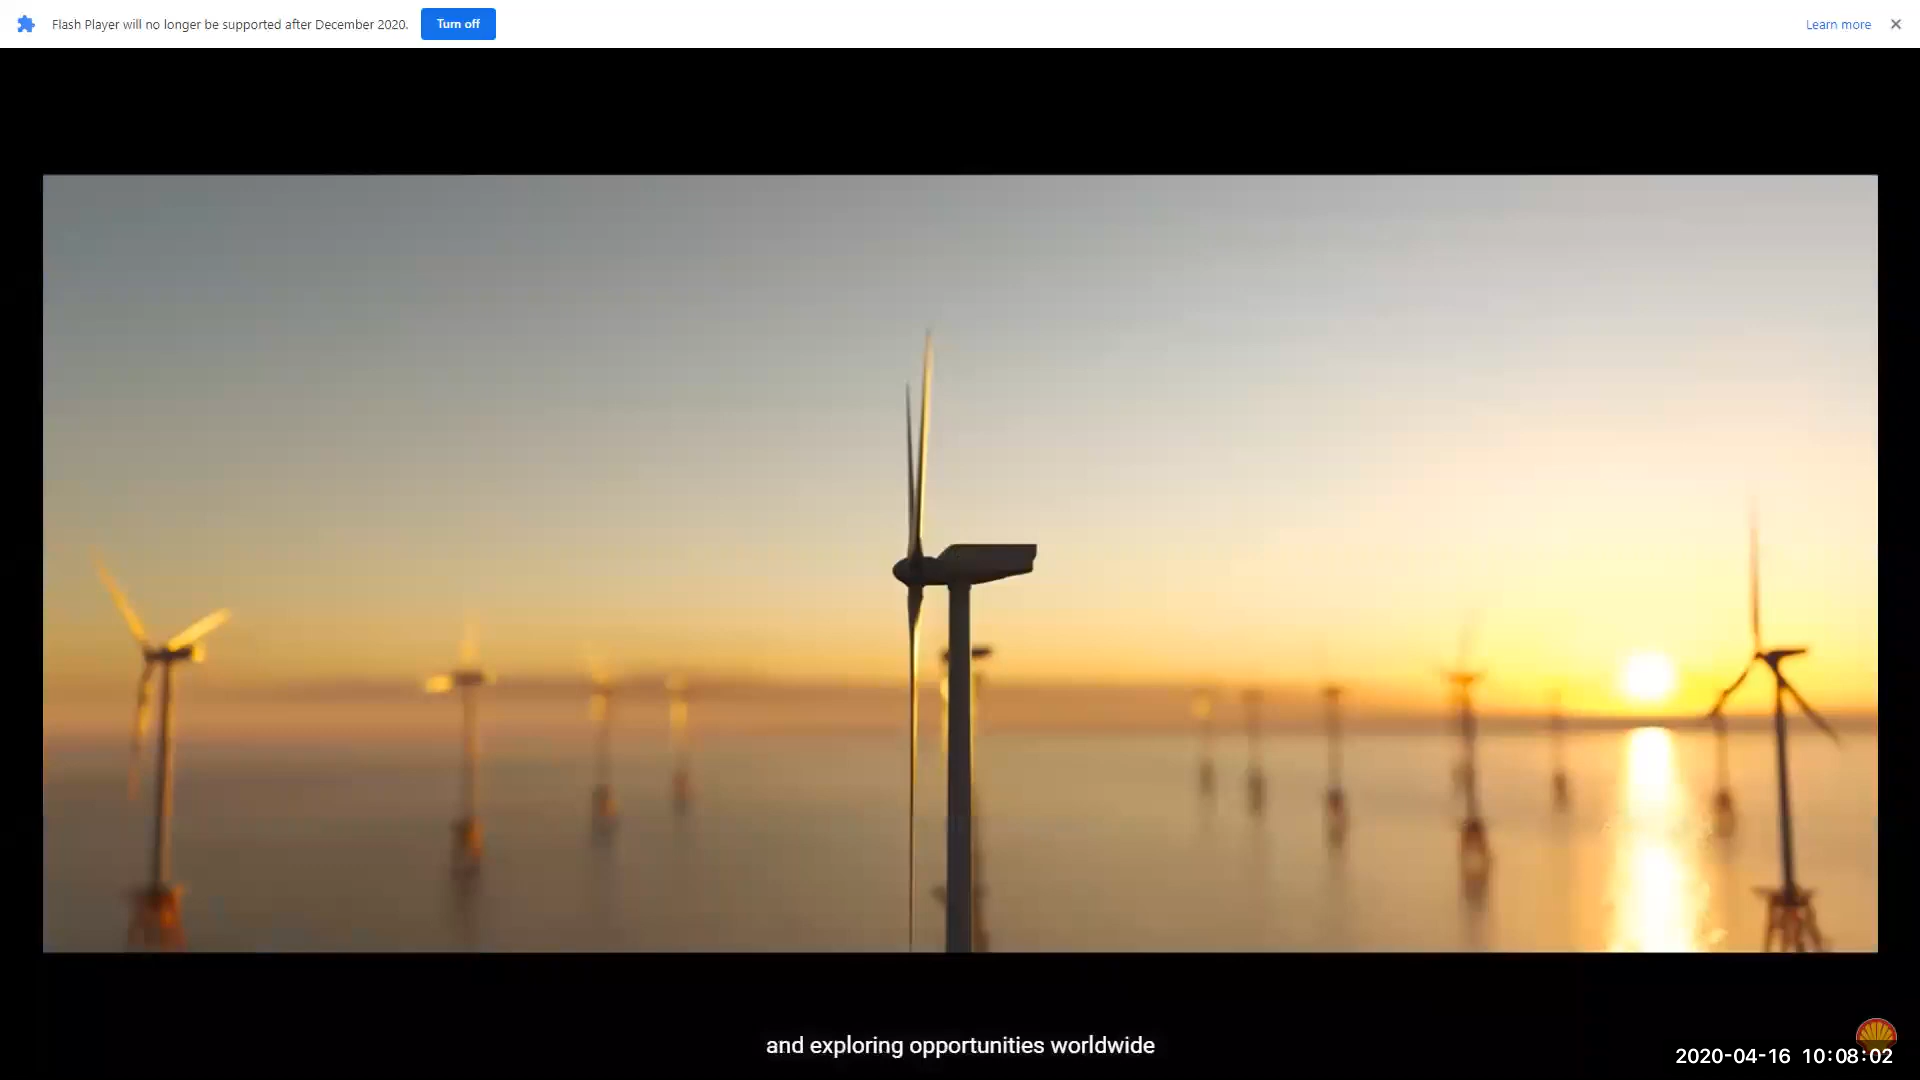 Flash Player will no longer be supported after December 2020. Turn off Learn more
and exploring opportunities worldwide
2020-04-16 10:08:02